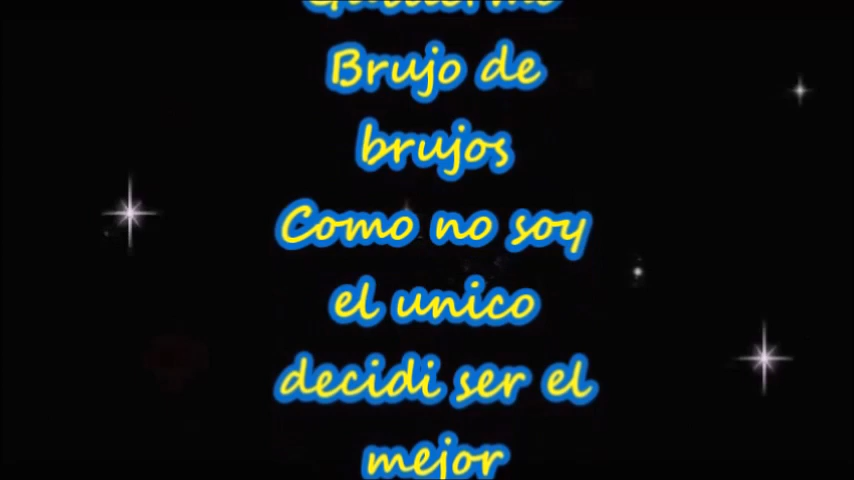 Brujo de
brujos
Como no soy
el unico
decidi ser el
mejor